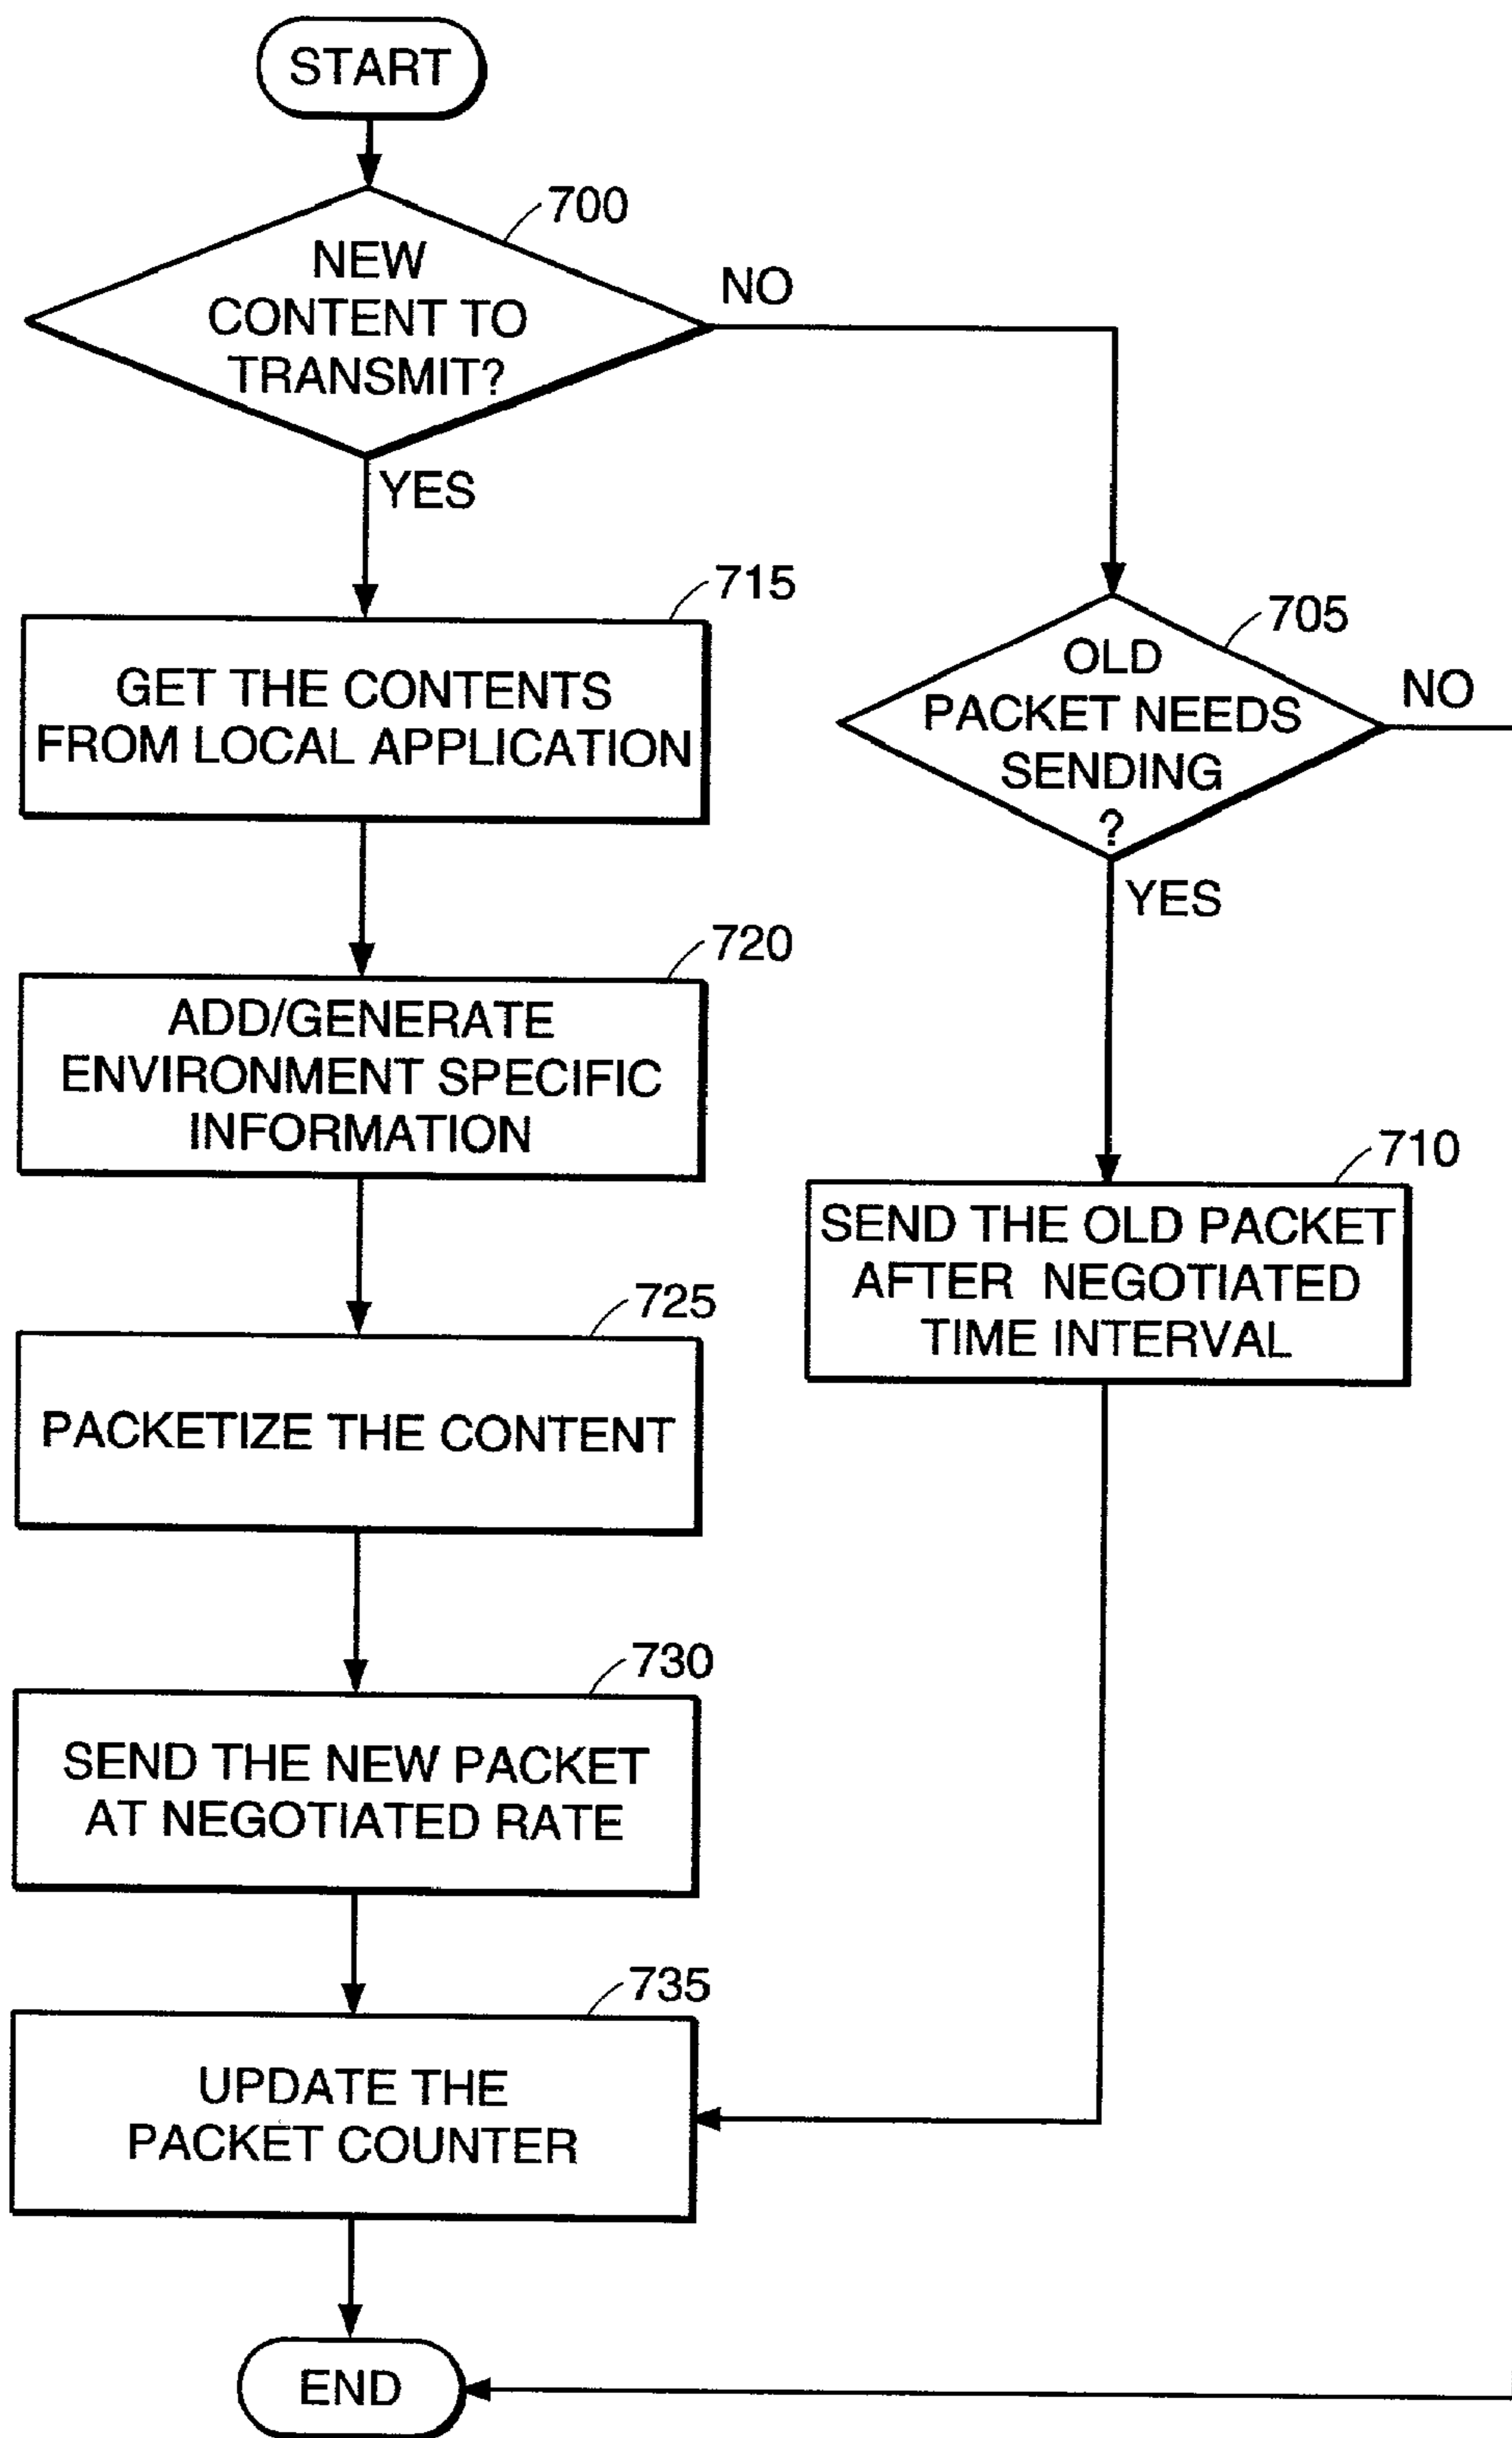 START
700
NEW
CONTENT TO
TRANSMIT?
NO
YES
715
GET THE CONTENTS
FROM LOCAL APPLICATION
705
OLD
PACKET NEEDS
SENDING
?
NO
YES
720
ADD/GENERATE
ENVIRONMENT SPECIFIC
INFORMATION
710
SEND THE OLD PACKET
AFTER NEGOTIATED
TIME INTERVAL
725
PACKETIZE THE CONTENT
730
SEND THE NEW PACKET
AT NEGOTIATED RATE
735
UPDATE THE
PACKET COUNTER
END